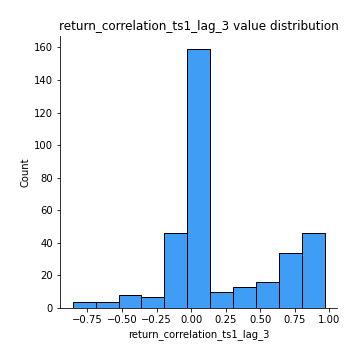 return_correlation_ts1_lag_3 value distribution
160
140
120
100
80
60
40
20
0
Count
−0.75 −0.50 −0.25 0.00 0.25 0.50 0.75 1.00
return_correlation_ts1_lag_3